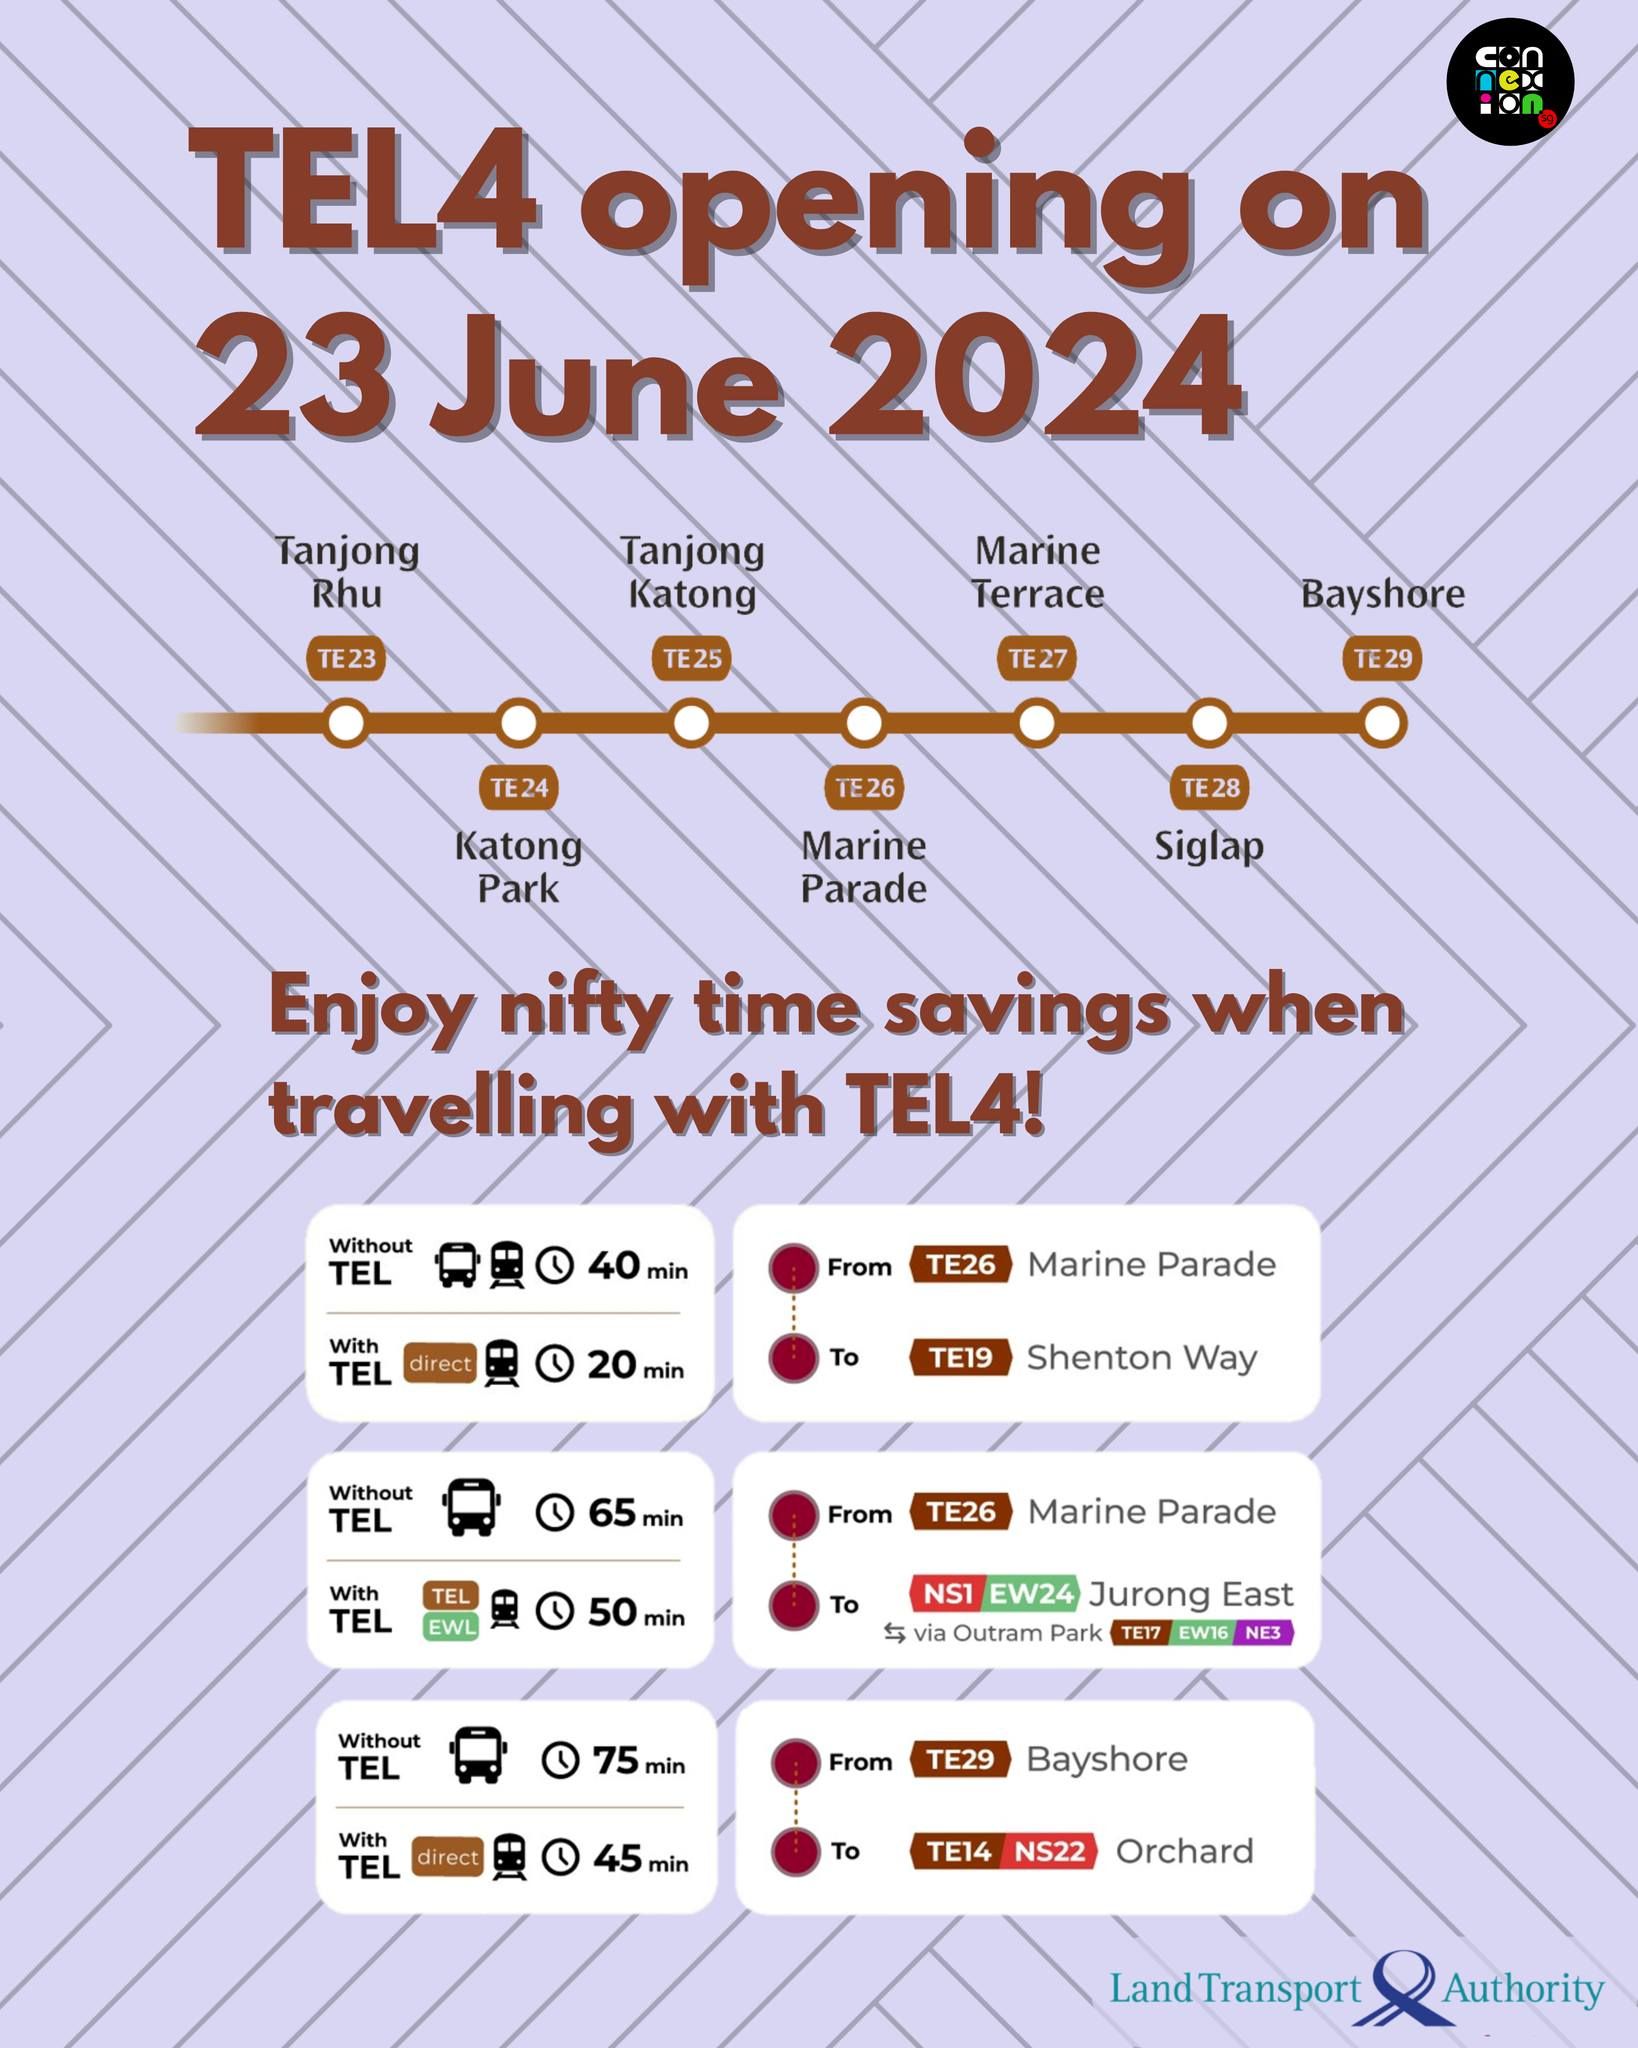 con
nex
ion
sg
TEL4 opening on
23 June 2024
Tanjong
Rhu
Tanjong
Katong
Marine
Terrace
Bayshore
TE23
TE25
TE27
TE29
TE24
TE26
TE28
Katong
Park
Marine
Parade
Siglap
Enjoy nifty time savings when
travelling with TEL4!
Without
TEL
40 min
With
TEL
direct
20 min
From TE26 Marine Parade
To TE19 Shenton Way
Without
TEL
65 min
With
TEL
TEL
EWL
50 min
From TE26 Marine Parade
To NS1 EW24 Jurong East
via Outram Park TE17 EW16 NE3
Without
TEL
75 min
With
TEL
direct
45 min
From TE29 Bayshore
To TE14 NS22 Orchard
Land Transport Authority